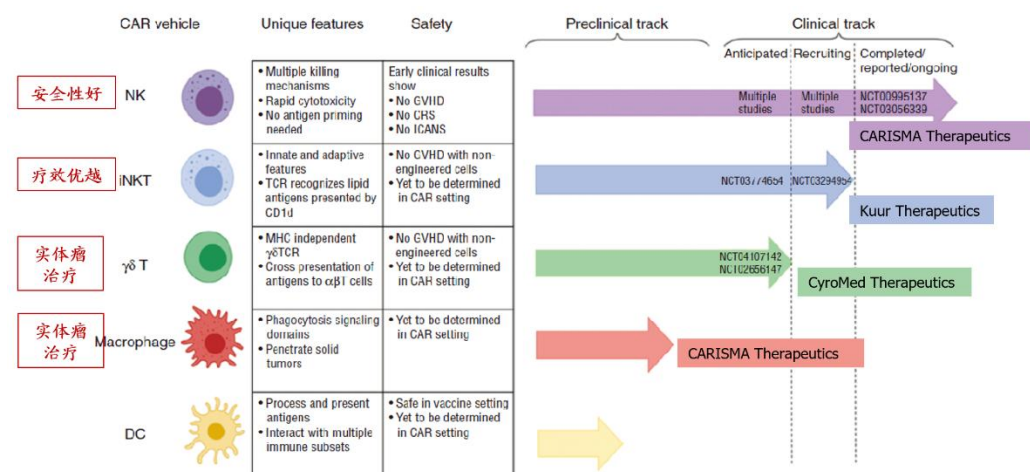 CAR vehicle
Unique features
Safety
Preclinical track
Clinical track
Anticipated
Recruiting
Completed/
reported/ongoing
安全性好
NK
• Multiple killing
mechanisms
• Rapid cytotoxicity
• No antigen priming
needed
Early clinical results
show
• No GVHD
• No CRS
• No ICANS
Multiple
studies
Multiple
studies
NCT00995137
NCT03056339
CARISMA Therapeutics
疗效优越
iNKT
• Innate and adaptive
features
• TCR recognizes lipid
antigens presented by
CD1d
• No GVHD with non-
engineered cells
• Yet to be determined
in CAR setting
NCT03774654
NCT03294954
Kuur Therapeutics
实体瘤
治疗
γδ T
• MHC independent
γδTCR
• Cross presentation of
antigens to αβT cells
• No GVHD with non-
engineered cells
• Yet to be determined
in CAR setting
NCT04107142
NCT02656147
CyroMed Therapeutics
实体瘤
治疗
Macrophage
• Phagocytosis signaling
domains
• Penetrate solid
tumors
• Yet to be determined
in CAR setting
CARISMA Therapeutics
DC
• Process and present
antigens
• Interact with multiple
immune subsets
• Safe in vaccine setting
• Yet to be determined
in CAR setting